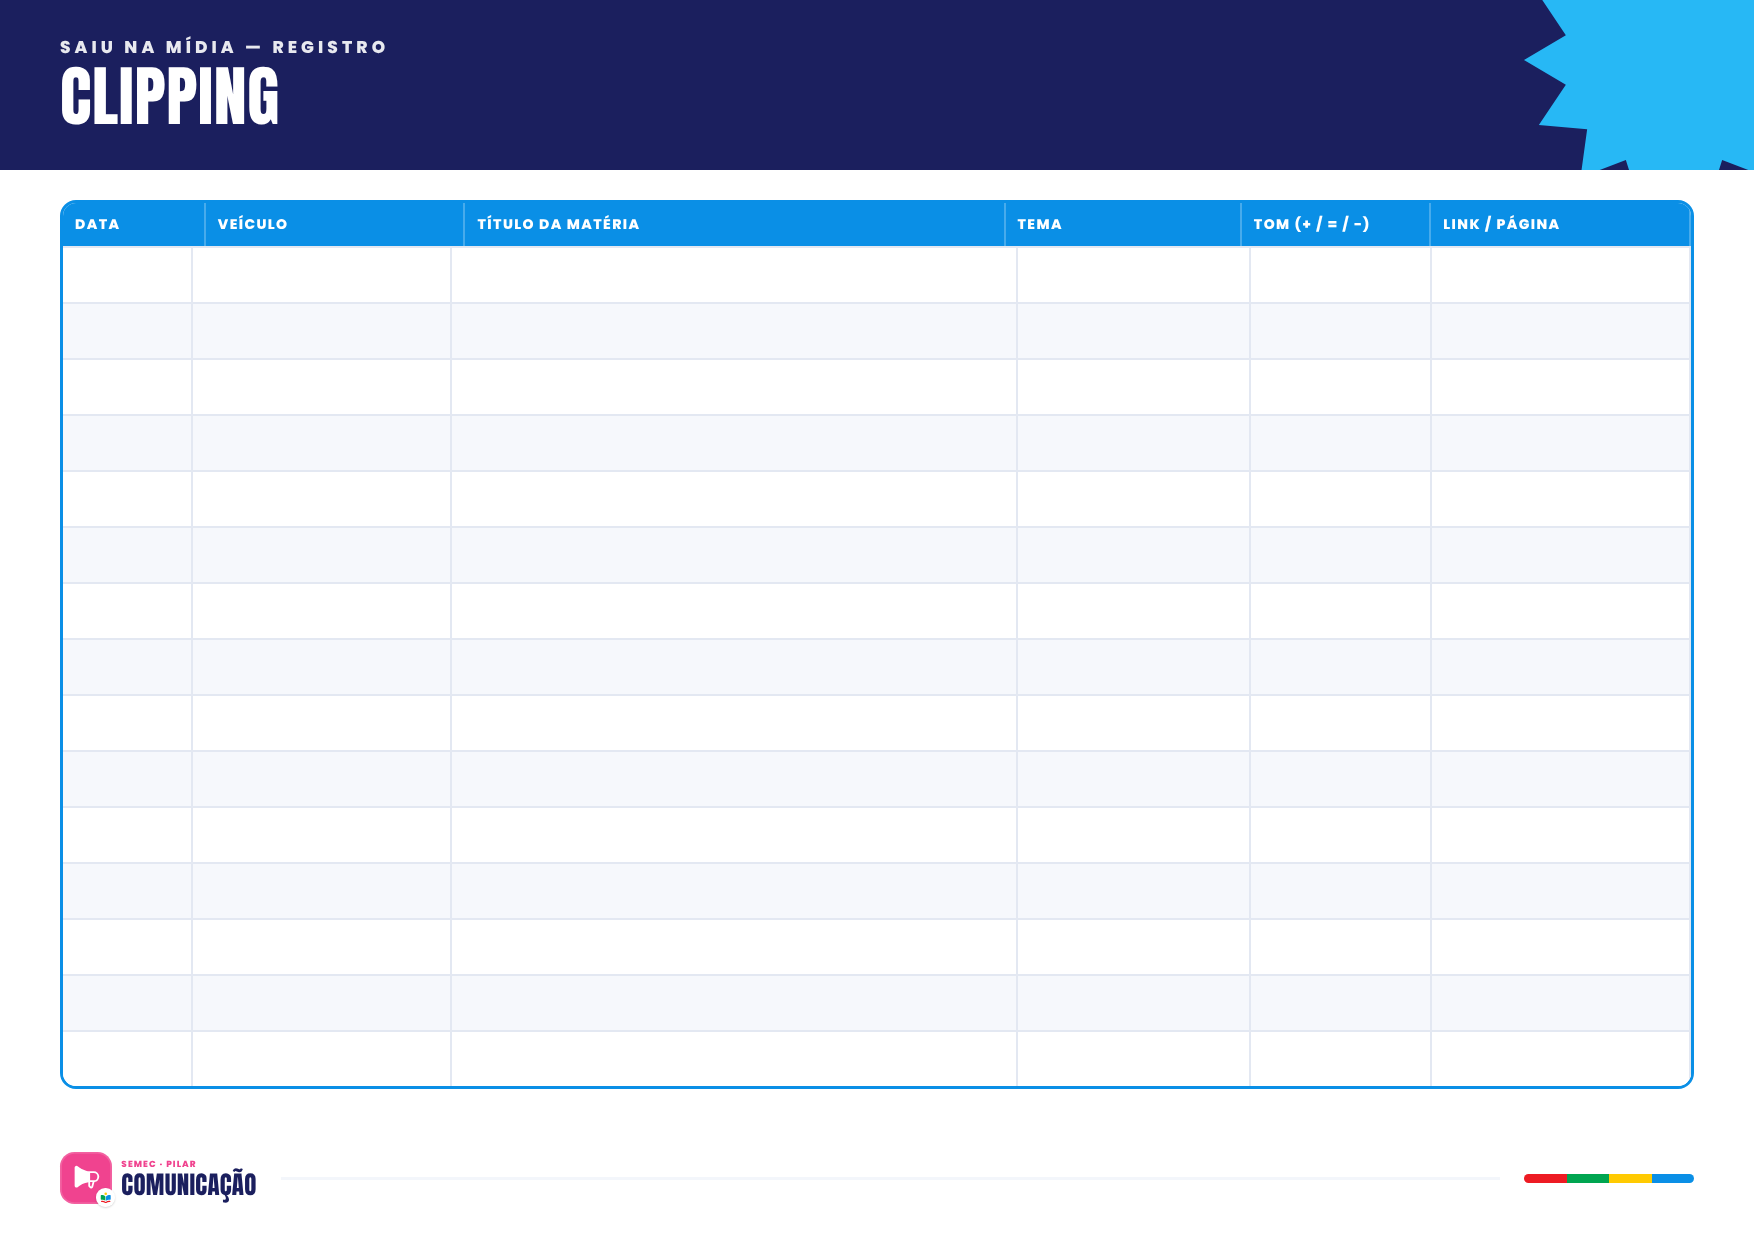 SAIU NA MÍDIA — REGISTRO
CLIPPING
DATA VEÍCULO TÍTULO DA MATÉRIA TEMA TOM (+ / = / −) LINK / PÁGINA
SEMEC · PILAR
COMUNICAÇÃO